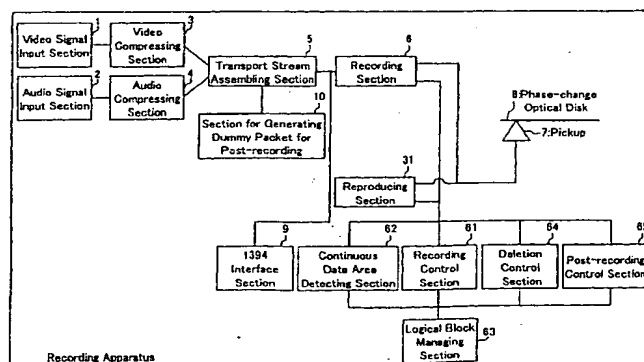 1
Video Signal
Input Section
3
Video
Compressing
Section
2
Audio Signal
Input Section
4
Audio
Compressing
Section
5
Transport Stream
Assembling Section
6
Recording
Section
10
Section for Generating
Dummy Packet for
Post-recording
8:Phase-change
Optical Disk
7:Pickup
31
Reproducing
Section
9
1394
Interface
Section
62
Continuous
Data Area
Detecting Section
61
Recording
Control
Section
64
Deletion
Control
Section
Post-recording
Control Section
Logical Block
Managing
Section
63
Recording Apparatus